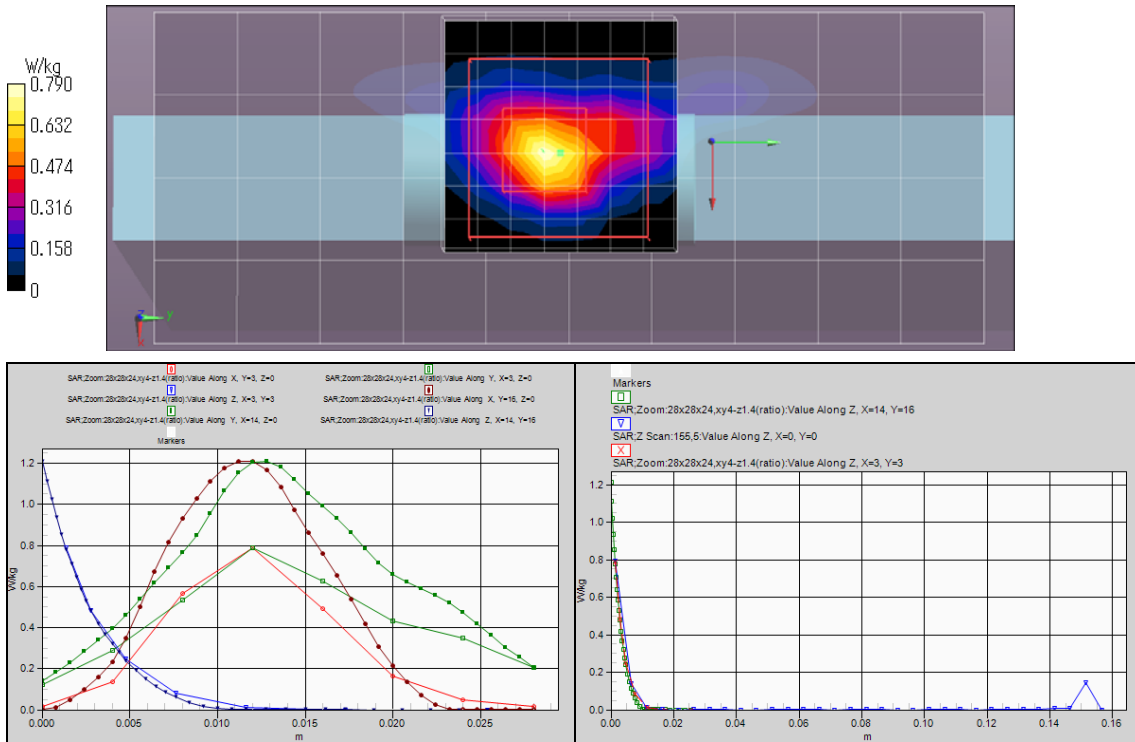 W/kg
0.790
0.632
0.474
0.316
0.158
0
z
y
x
SAR;Zoom:28x28x24,xy4-z1.4(ratio):Value Along X, Y=3, Z=0
SAR;Zoom:28x28x24,xy4-z1.4(ratio):Value Along Y, X=3, Z=0
SAR;Zoom:28x28x24,xy4-z1.4(ratio):Value Along Z, X=3, Y=3
SAR;Zoom:28x28x24,xy4-z1.4(ratio):Value Along X, Y=16, Z=0
SAR;Zoom:28x28x24,xy4-z1.4(ratio):Value Along Y, X=14, Z=0
SAR;Zoom:28x28x24,xy4-z1.4(ratio):Value Along Z, X=14, Y=16
Markers
1.2
1.0
0.8
0.6
0.4
0.2
0.0
W/kg
0.000 0.005 0.010 0.015 0.020 0.025
m
Markers
SAR;Zoom:28x28x24,xy4-z1.4(ratio):Value Along Z, X=14, Y=16
SAR;Z Scan:155,5:Value Along Z, X=0, Y=0
SAR;Zoom:28x28x24,xy4-z1.4(ratio):Value Along Z, X=3, Y=3
1.2
1.0
0.8
0.6
0.4
0.2
0.0
W/kg
0.00 0.02 0.04 0.06 0.08 0.10 0.12 0.14 0.16
m